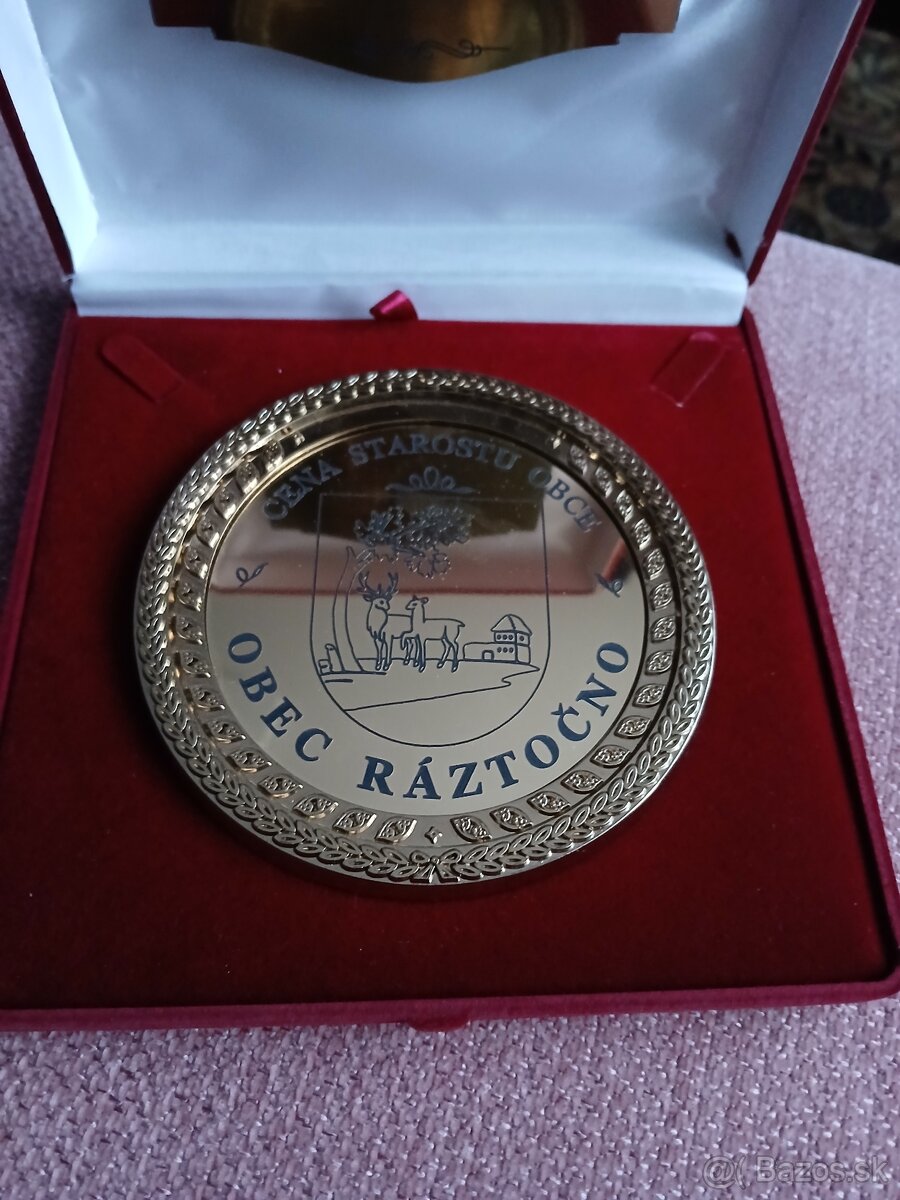 CENA STAROSTU OBCE
OBEC RÁZTOČNO
@( Bazos.sk